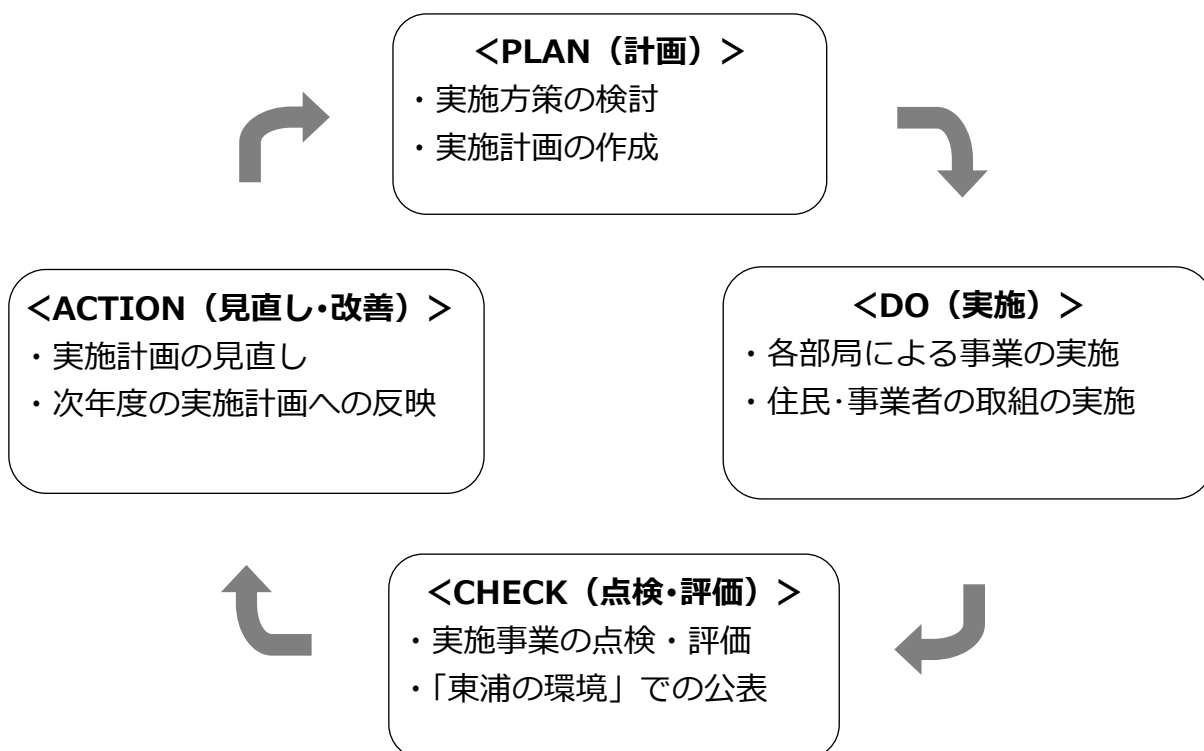 ＜PLAN（計画）＞
・実施方策の検討
・実施計画の作成
＜DO（実施）＞
・各部局による事業の実施
・住民･事業者の取組の実施
＜CHECK（点検･評価）＞
・実施事業の点検・評価
・「東浦の環境」での公表
＜ACTION（見直し･改善）＞
・実施計画の見直し
・次年度の実施計画への反映